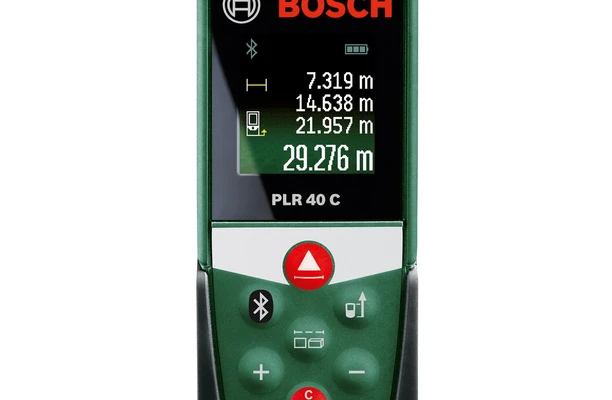 BOSCH
7.319 m
14.638 m
21.957 m
29.276 m
PLR 40 C
+
−
C